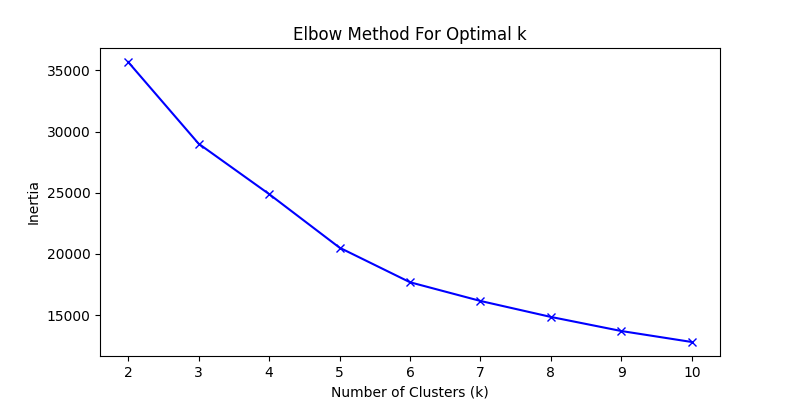 Elbow Method For Optimal k
35000
30000
25000
20000
15000
Inertia
2 3 4 5 6 7 8 9 10
Number of Clusters (k)